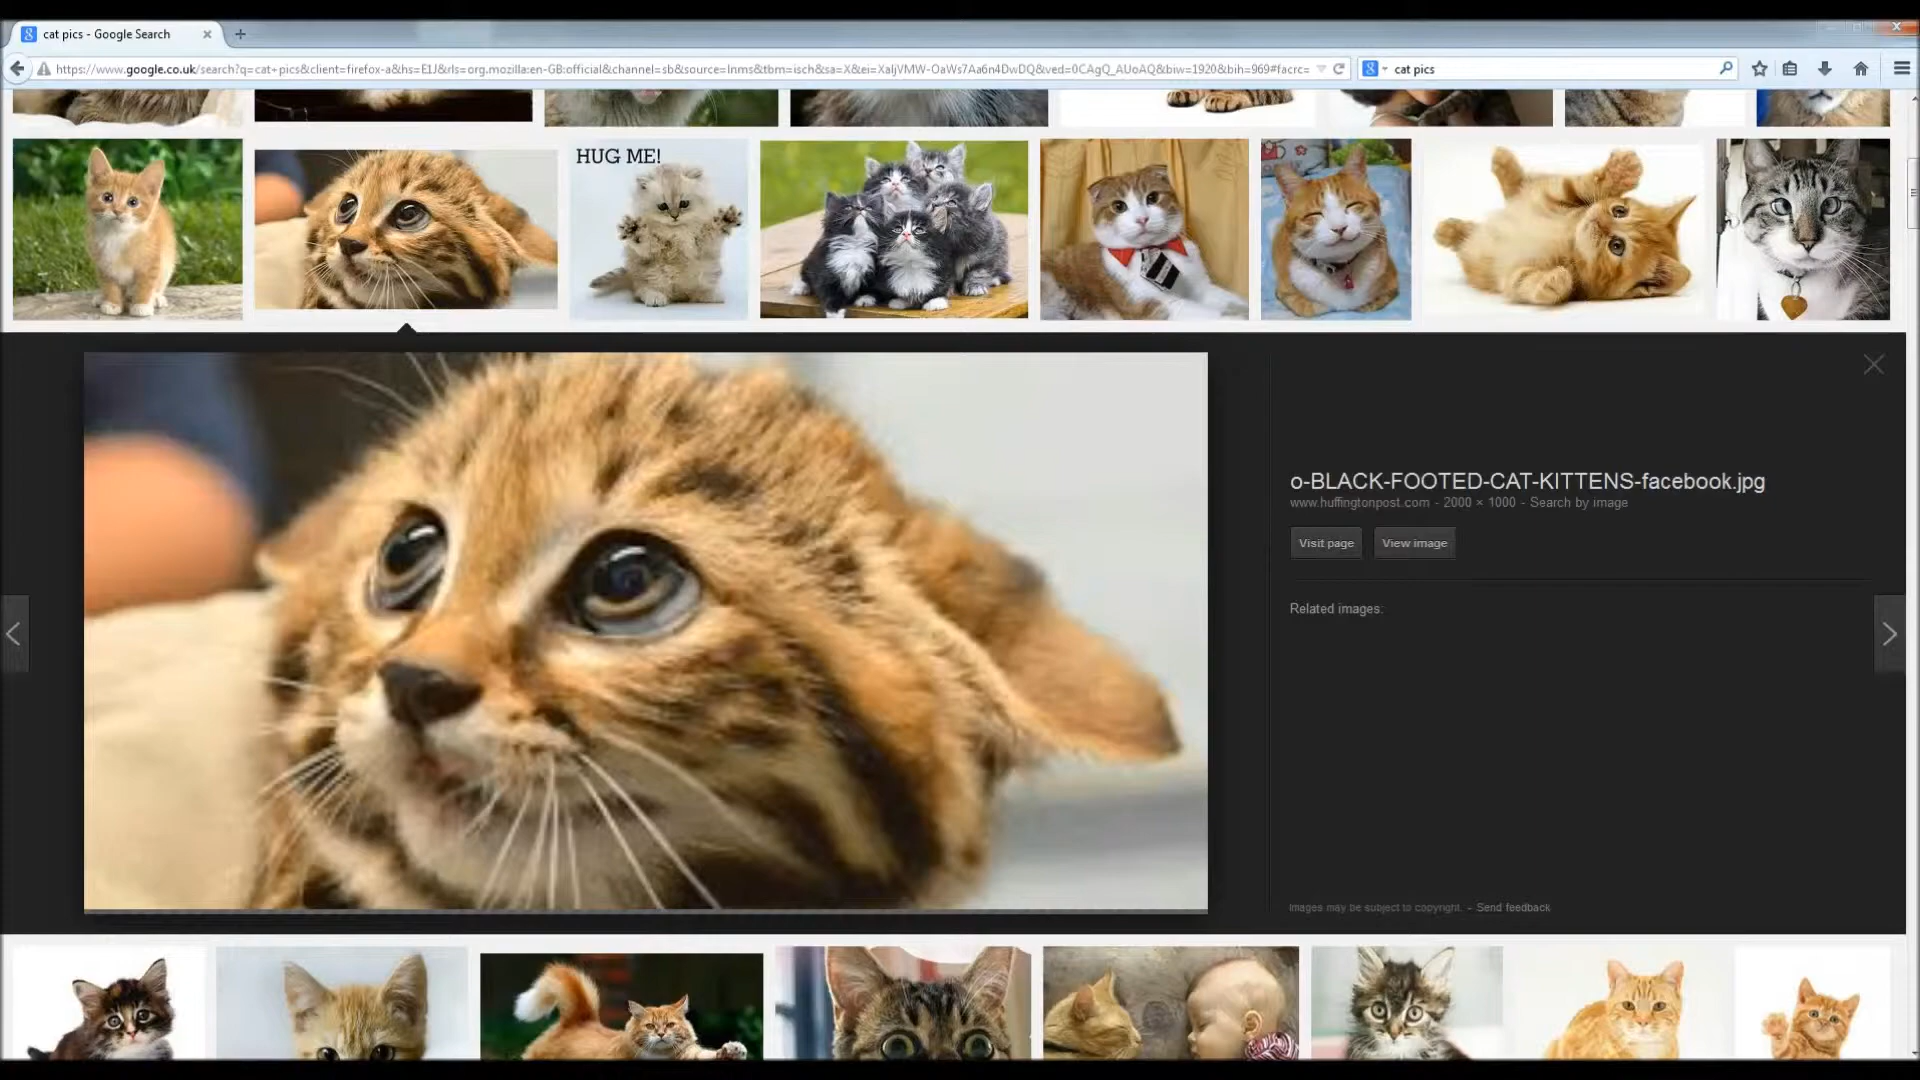 cat pics - Google Search
https://www.google.co.uk/search?q=cat+pics&client=firefox-a&hs=E1J&rls=org.mozilla:en-GB:official&channel=sb&source=lnms&tbm=isch&sa=X&ei=XaljVMW-OaWs7Aa6n4DwDQ&ved=0CAgQ_AUoAQ&biw=1920&bih=969#facrc=
cat pics
HUG ME!
o-BLACK-FOOTED-CAT-KITTENS-facebook.jpg
www.huffingtonpost.com - 2000 × 1000 - Search by image
Visit page
View image
Related images:
Images may be subject to copyright. - Send feedback